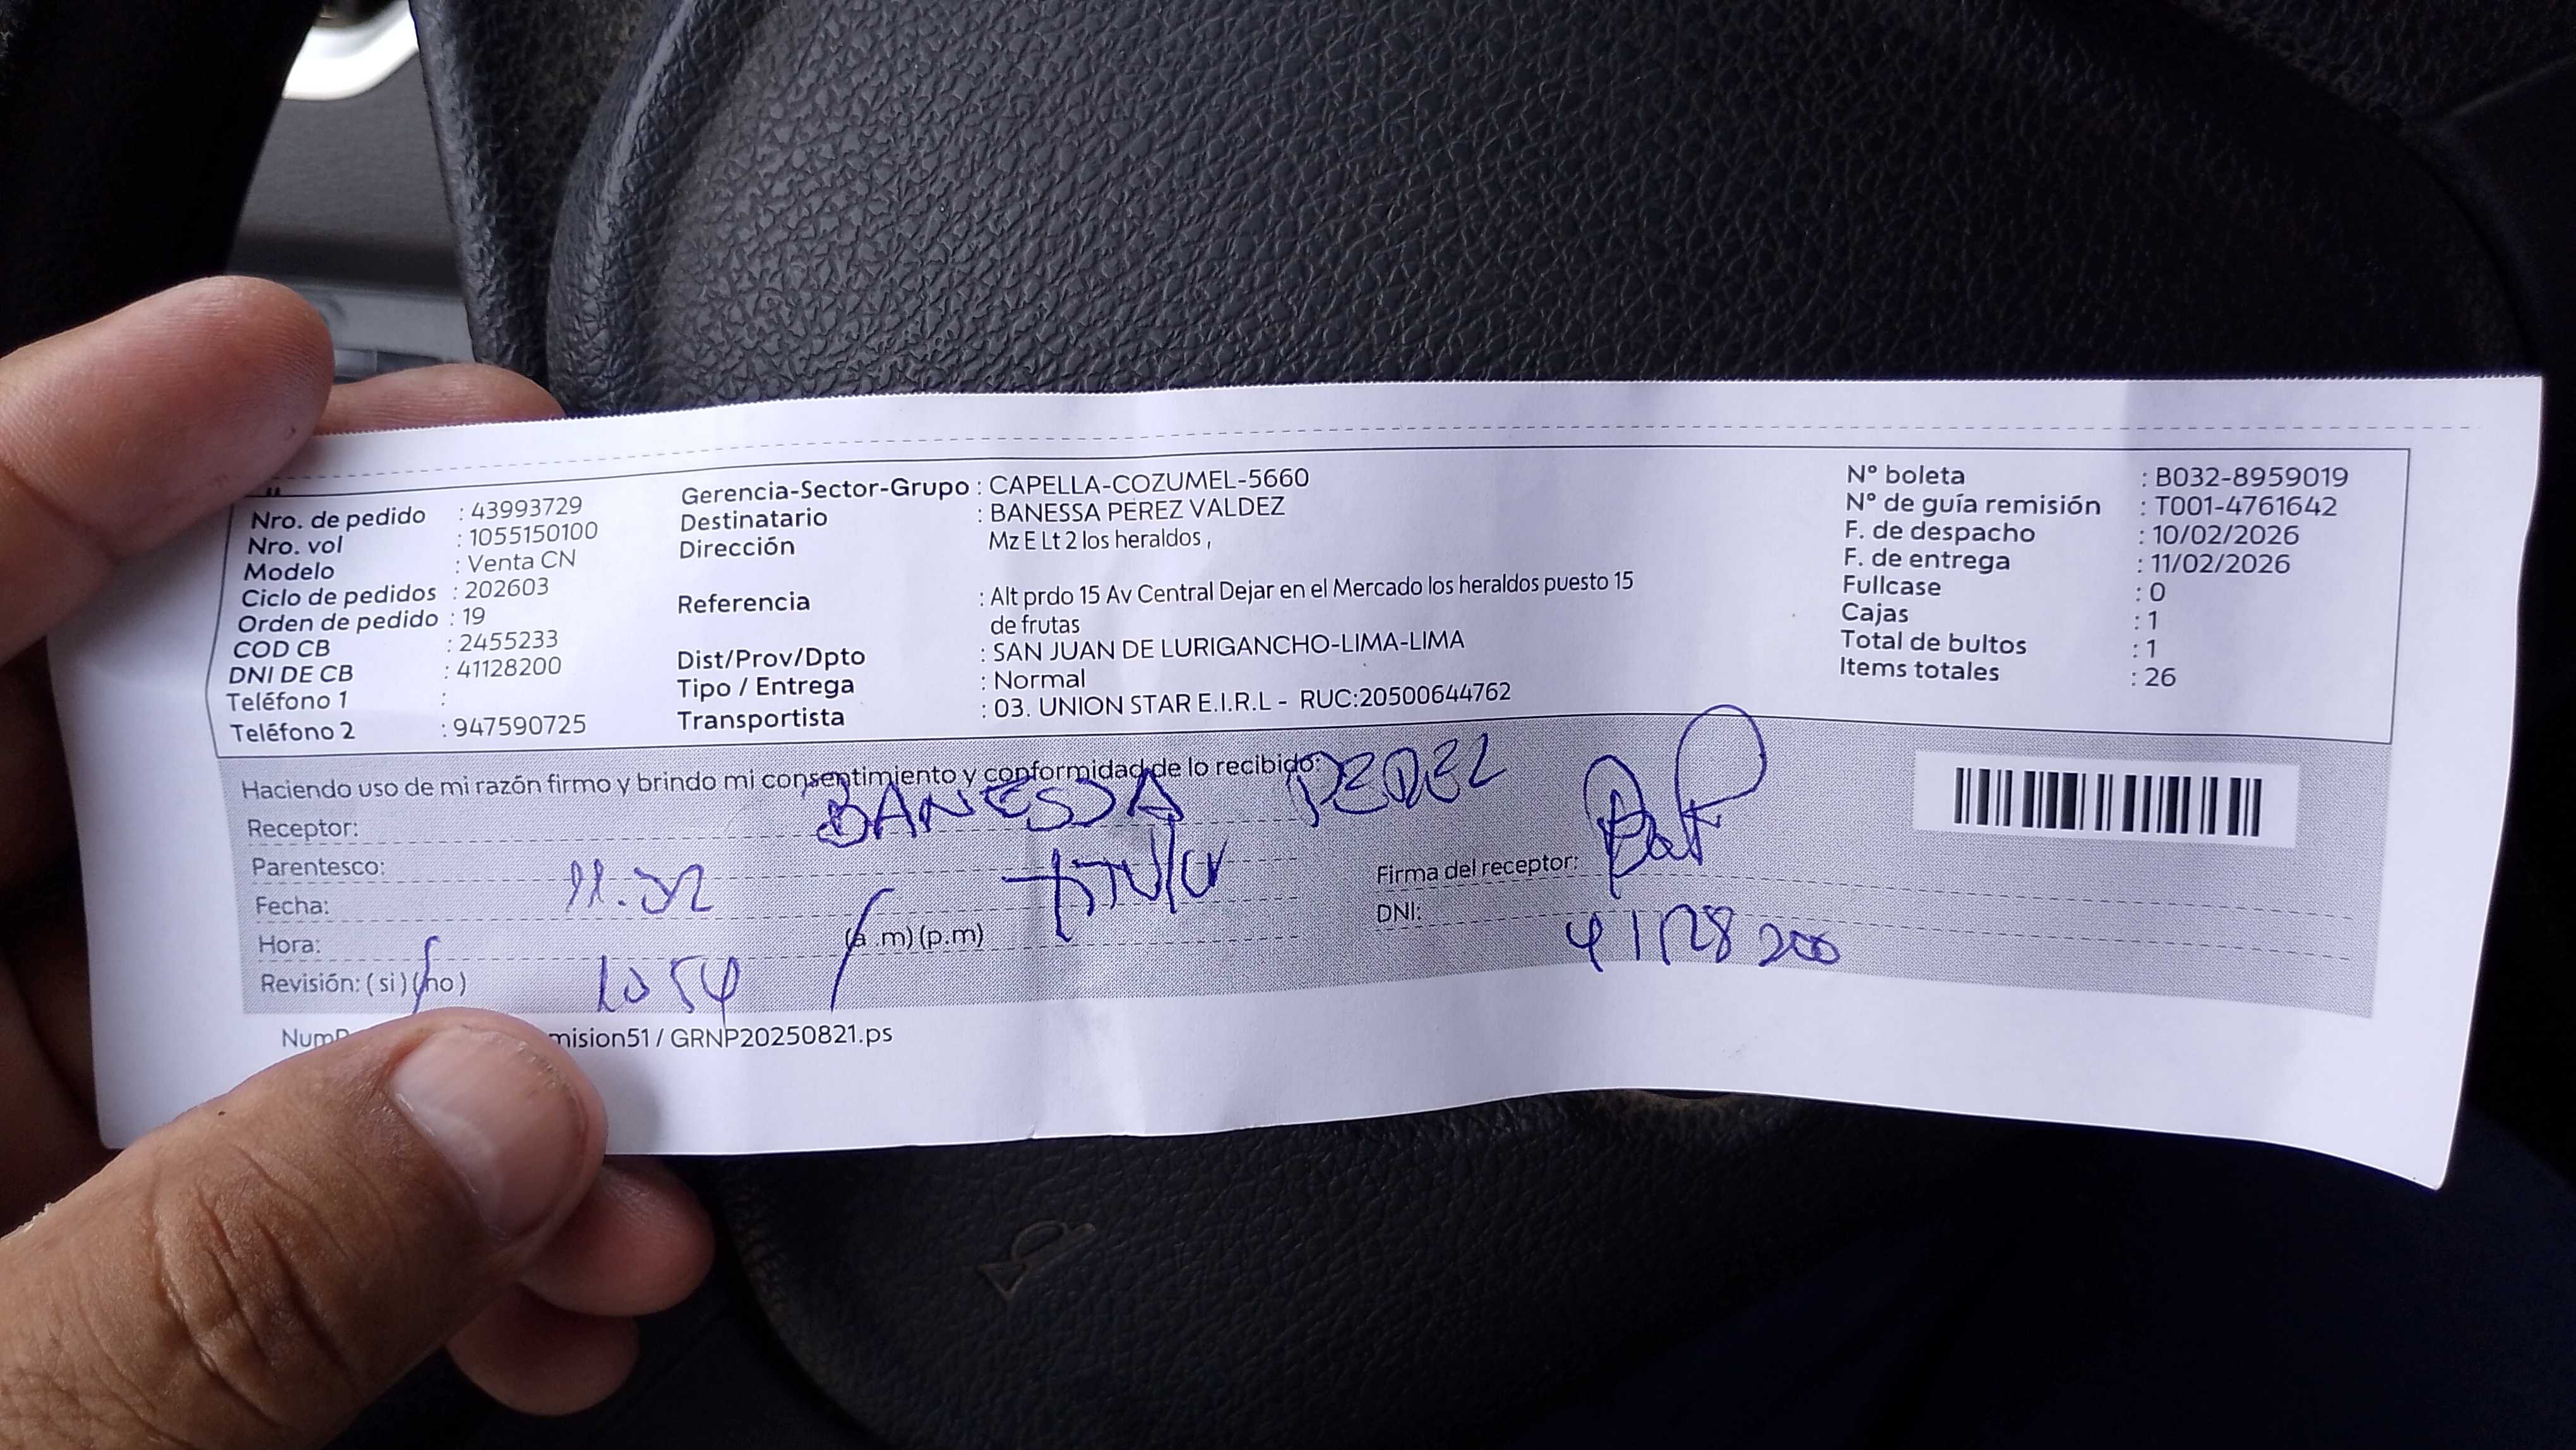 Nro. de pedido : 43993729
Nro. vol : 1055150100
Modelo : Venta CN
Ciclo de pedidos : 202603
Orden de pedido : 19
COD CB : 2455233
DNI DE CB : 41128200
Teléfono 1 :
Teléfono 2 : 947590725
Gerencia-Sector-Grupo : CAPELLA-COZUMEL-5660
Destinatario : BANESSA PEREZ VALDEZ
Dirección Mz E Lt 2 los heraldos ,
Referencia : Alt prdo 15 Av Central Dejar en el Mercado los heraldos puesto 15
de frutas
Dist/Prov/Dpto : SAN JUAN DE LURIGANCHO-LIMA-LIMA
Tipo / Entrega : Normal
Transportista : 03. UNION STAR E.I.R.L - RUC:20500644762
N° boleta : B032-8959019
N° de guía remisión : T001-4761642
F. de despacho : 10/02/2026
F. de entrega : 11/02/2026
Fullcase : 0
Cajas : 1
Total de bultos : 1
Items totales : 26
Haciendo uso de mi razón firmo y brindo mi consentimiento y conformidad de lo recibido:
Receptor: BANESSA PEREZ
Parentesco: titular
Fecha: 11.02
Hora: 10 54 (a.m) (p.m)
Revisión: ( si ) (no )
Firma del receptor:
DNI: 41128200
mision51 / GRNP20250821.ps